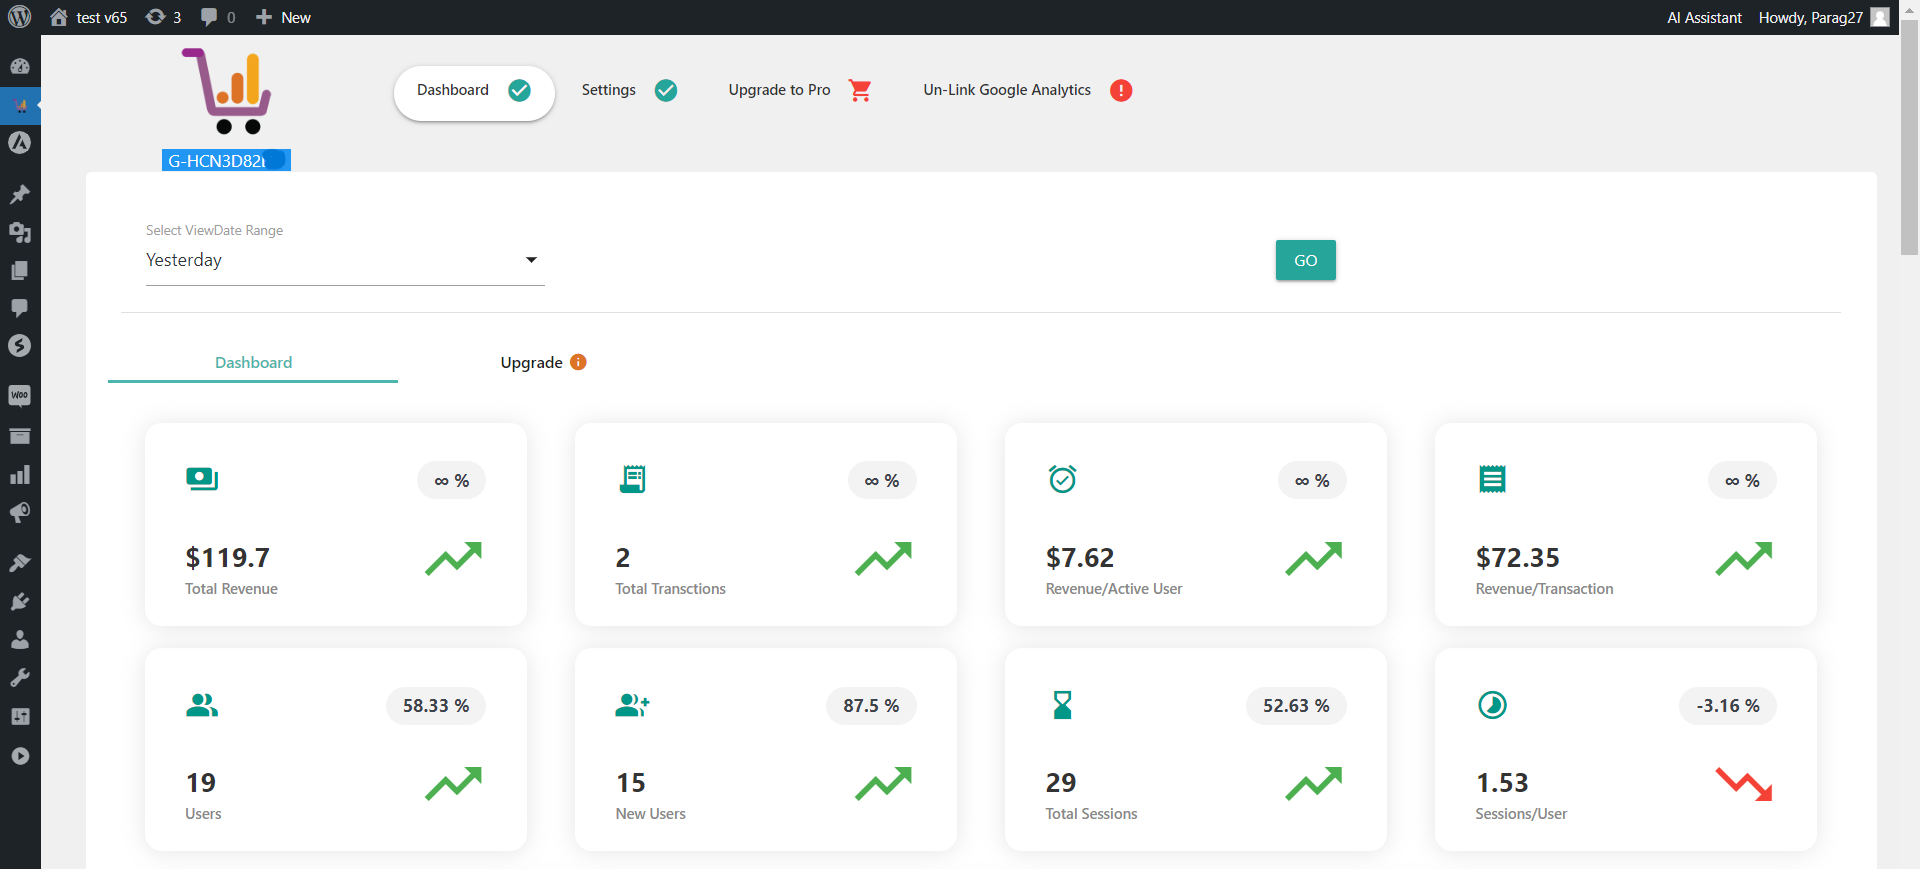 test v65 3 0 New AI Assistant Howdy, Parag27
Dashboard Settings Upgrade to Pro Un-Link Google Analytics
Select ViewDate Range
Yesterday
GO
Dashboard Upgrade
∞ % ∞ % ∞ % ∞ %
$119.7 2 $7.62 $72.35
Total Revenue Total Transctions Revenue/Active User Revenue/Transaction
WOO
58.33 % 87.5 % 52.63 % -3.16 %
19 15 29 1.53
Users New Users Total Sessions Sessions/User